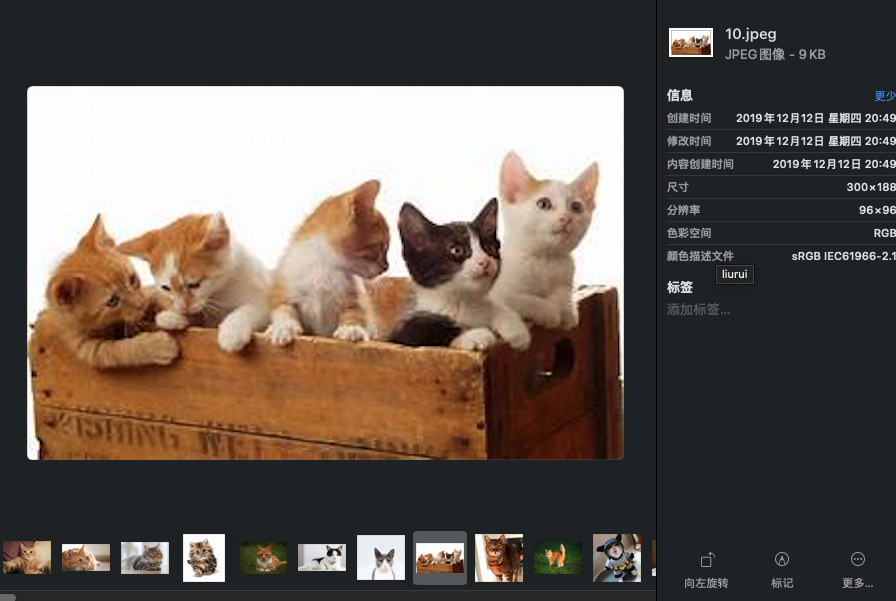 10.jpeg
JPEG图像 - 9 KB
信息
更少
创建时间 2019年12月12日 星期四 20:49
修改时间 2019年12月12日 星期四 20:49
内容创建时间 2019年12月12日 20:49
尺寸 300×188
分辨率 96×96
色彩空间 RGB
颜色描述文件 sRGB IEC61966-2.1
liurui
标签
添加标签...
向左旋转
标记
更多...